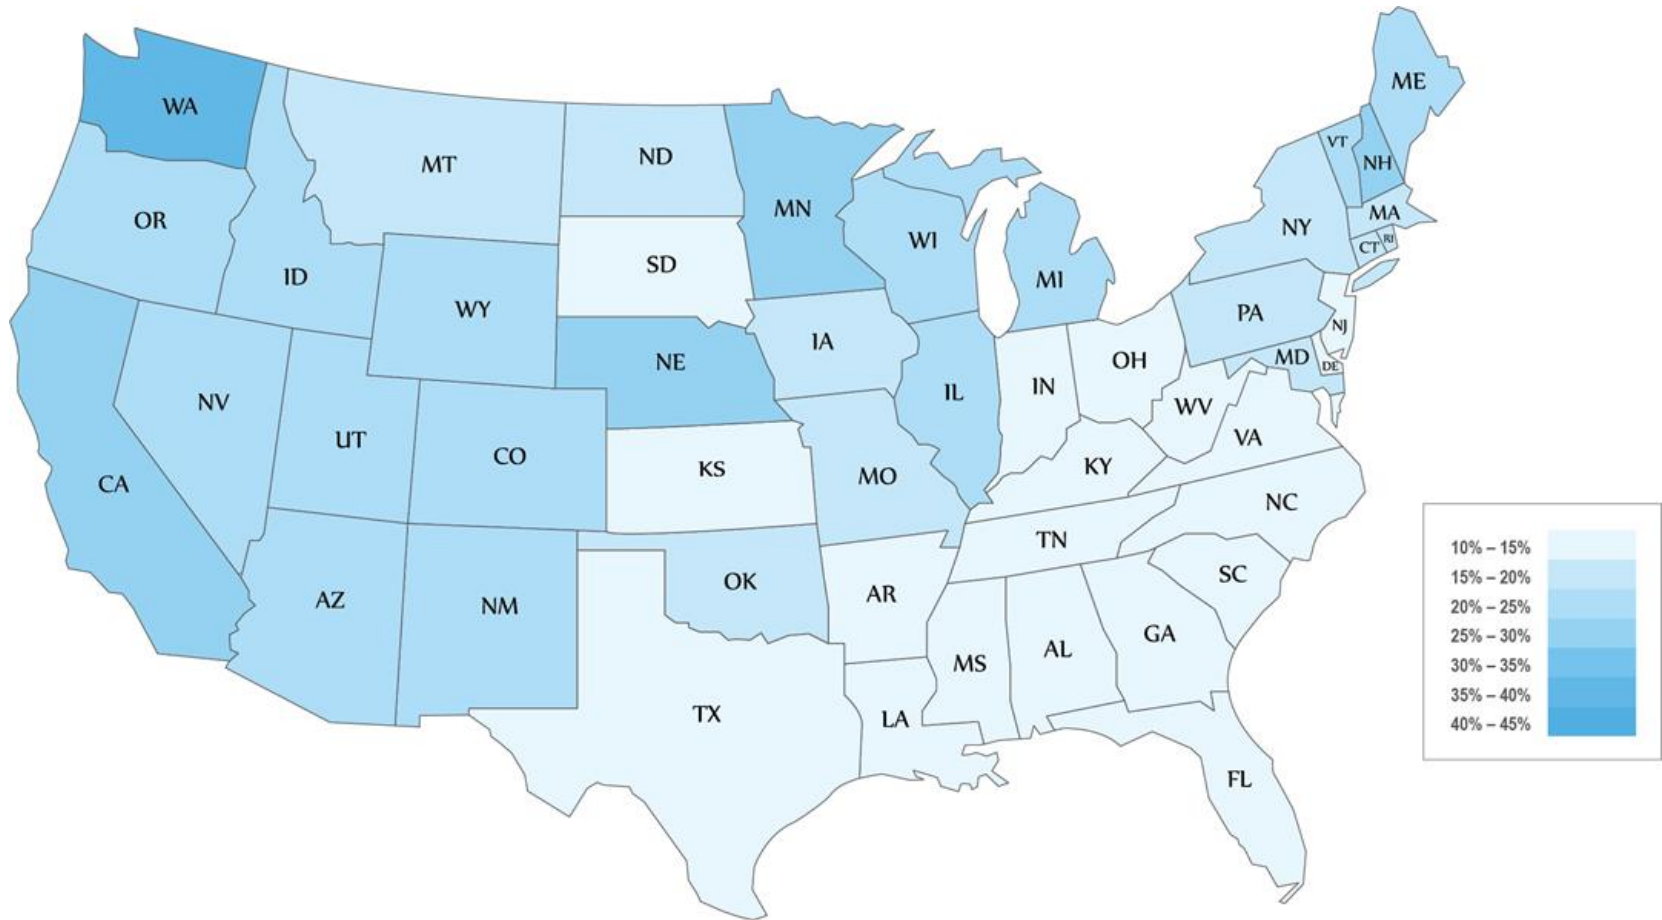 WA
MT
ND
MN
OR
ID
WY
SD
WI
MI
NY
ME
VT
NH
MA
CT
RI
NE
IA
PA
NJ
NV
UT
CO
KS
IL
IN
OH
MD
DE
CA
MO
WV
VA
KY
NC
TN
AZ
NM
OK
AR
SC
MS
AL
GA
TX
LA
FL
10% – 15%
15% – 20%
20% – 25%
25% – 30%
30% – 35%
35% – 40%
40% – 45%